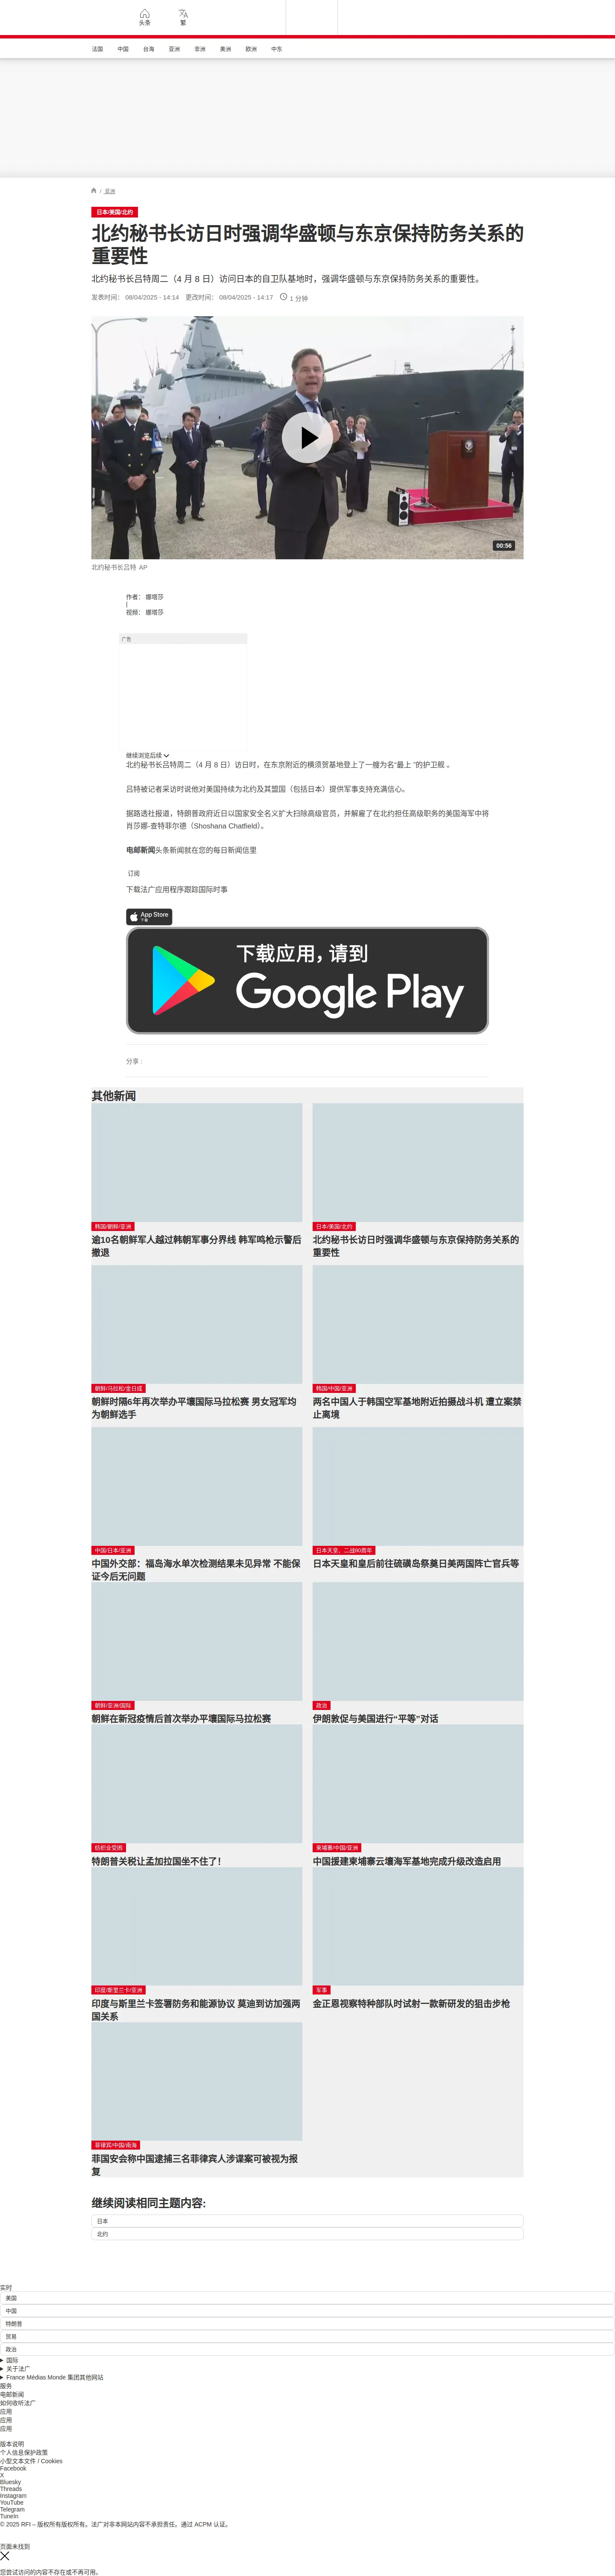 头条
繁
法国
中国
台海
亚洲
非洲
美洲
欧洲
中东
/ 亚洲
日本/美国/北约
北约秘书长访日时强调华盛顿与东京保持防务关系的
重要性
北约秘书长吕特周二（4 月 8 日）访问日本的自卫队基地时，强调华盛顿与东京保持防务关系的重要性。
发表时间： 08/04/2025 - 14:14 更改时间： 08/04/2025 - 14:17 1 分钟
00:56
北约秘书长吕特 AP
作者： 娜塔莎
|
视频： 娜塔莎
广告
继续浏览后续
北约秘书长吕特周二（4 月 8 日）访日时，在东京附近的横须贺基地登上了一艘为名“最上 ”的护卫舰 。
吕特被记者采访时说他对美国持续为北约及其盟国（包括日本）提供军事支持充满信心。
据路透社报道，特朗普政府近日以国家安全名义扩大扫除高级官员，并解雇了在北约担任高级职务的美国海军中将
肖莎娜-查特菲尔德（Shoshana Chatfield）。
电邮新闻头条新闻就在您的每日新闻信里
订阅
下载法广应用程序跟踪国际时事
App Store
下载
下载应用，请到
Google Play
分享 :
其他新闻
韩国/朝鲜/亚洲
逾10名朝鲜军人越过韩朝军事分界线 韩军鸣枪示警后
撤退
日本/美国/北约
北约秘书长访日时强调华盛顿与东京保持防务关系的
重要性
朝鲜/马拉松/金日成
朝鲜时隔6年再次举办平壤国际马拉松赛 男女冠军均
为朝鲜选手
韩国/中国/亚洲
两名中国人于韩国空军基地附近拍摄战斗机 遭立案禁
止离境
中国/日本/亚洲
中国外交部：福岛海水单次检测结果未见异常 不能保
证今后无问题
日本天皇、二战80周年
日本天皇和皇后前往硫磺岛祭奠日美两国阵亡官兵等
朝鲜/亚洲/国际
朝鲜在新冠疫情后首次举办平壤国际马拉松赛
政治
伊朗敦促与美国进行“平等”对话
纺织业受困
特朗普关税让孟加拉国坐不住了！
柬埔寨/中国/亚洲
中国援建柬埔寨云壤海军基地完成升级改造启用
印度/斯里兰卡/亚洲
印度与斯里兰卡签署防务和能源协议 莫迪到访加强两
国关系
军事
金正恩视察特种部队时试射一款新研发的狙击步枪
菲律宾/中国/南海
菲国安会称中国逮捕三名菲律宾人涉谍案可被视为报
复
继续阅读相同主题内容:
日本
北约
实时
美国
中国
特朗普
贸易
政治
国际
关于法广
France Médias Monde 集团其他网站
服务
电邮新闻
如何收听法广
应用
应用
应用
版本说明
个人信息保护政策
小型文本文件 / Cookies
Facebook
X
Bluesky
Threads
Instagram
YouTube
Telegram
TuneIn
© 2025 RFI – 版权所有版权所有。法广对非本网站内容不承担责任。通过 ACPM 认证。
页面未找到
您尝试访问的内容不存在或不再可用。